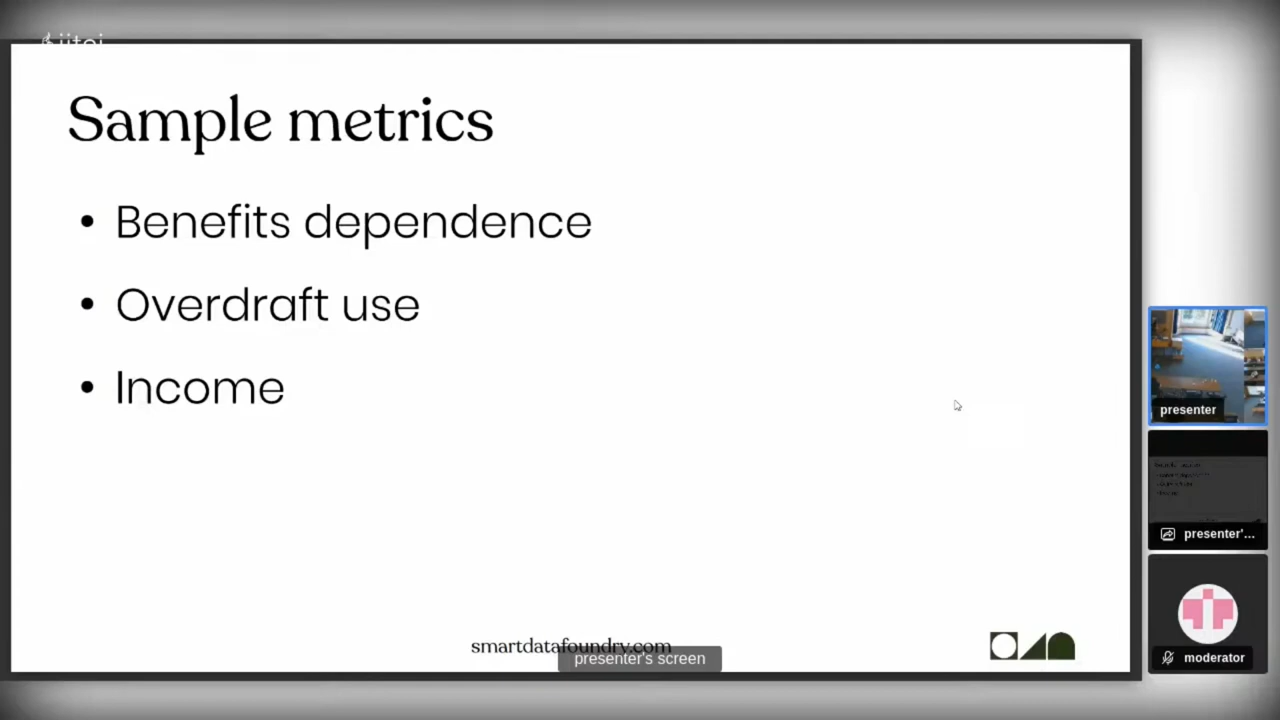 Sample metrics
• Benefits dependence
• Overdraft use
• Income
smartdatafoundry.com
presenter's screen
presenter
presenter'...
moderator